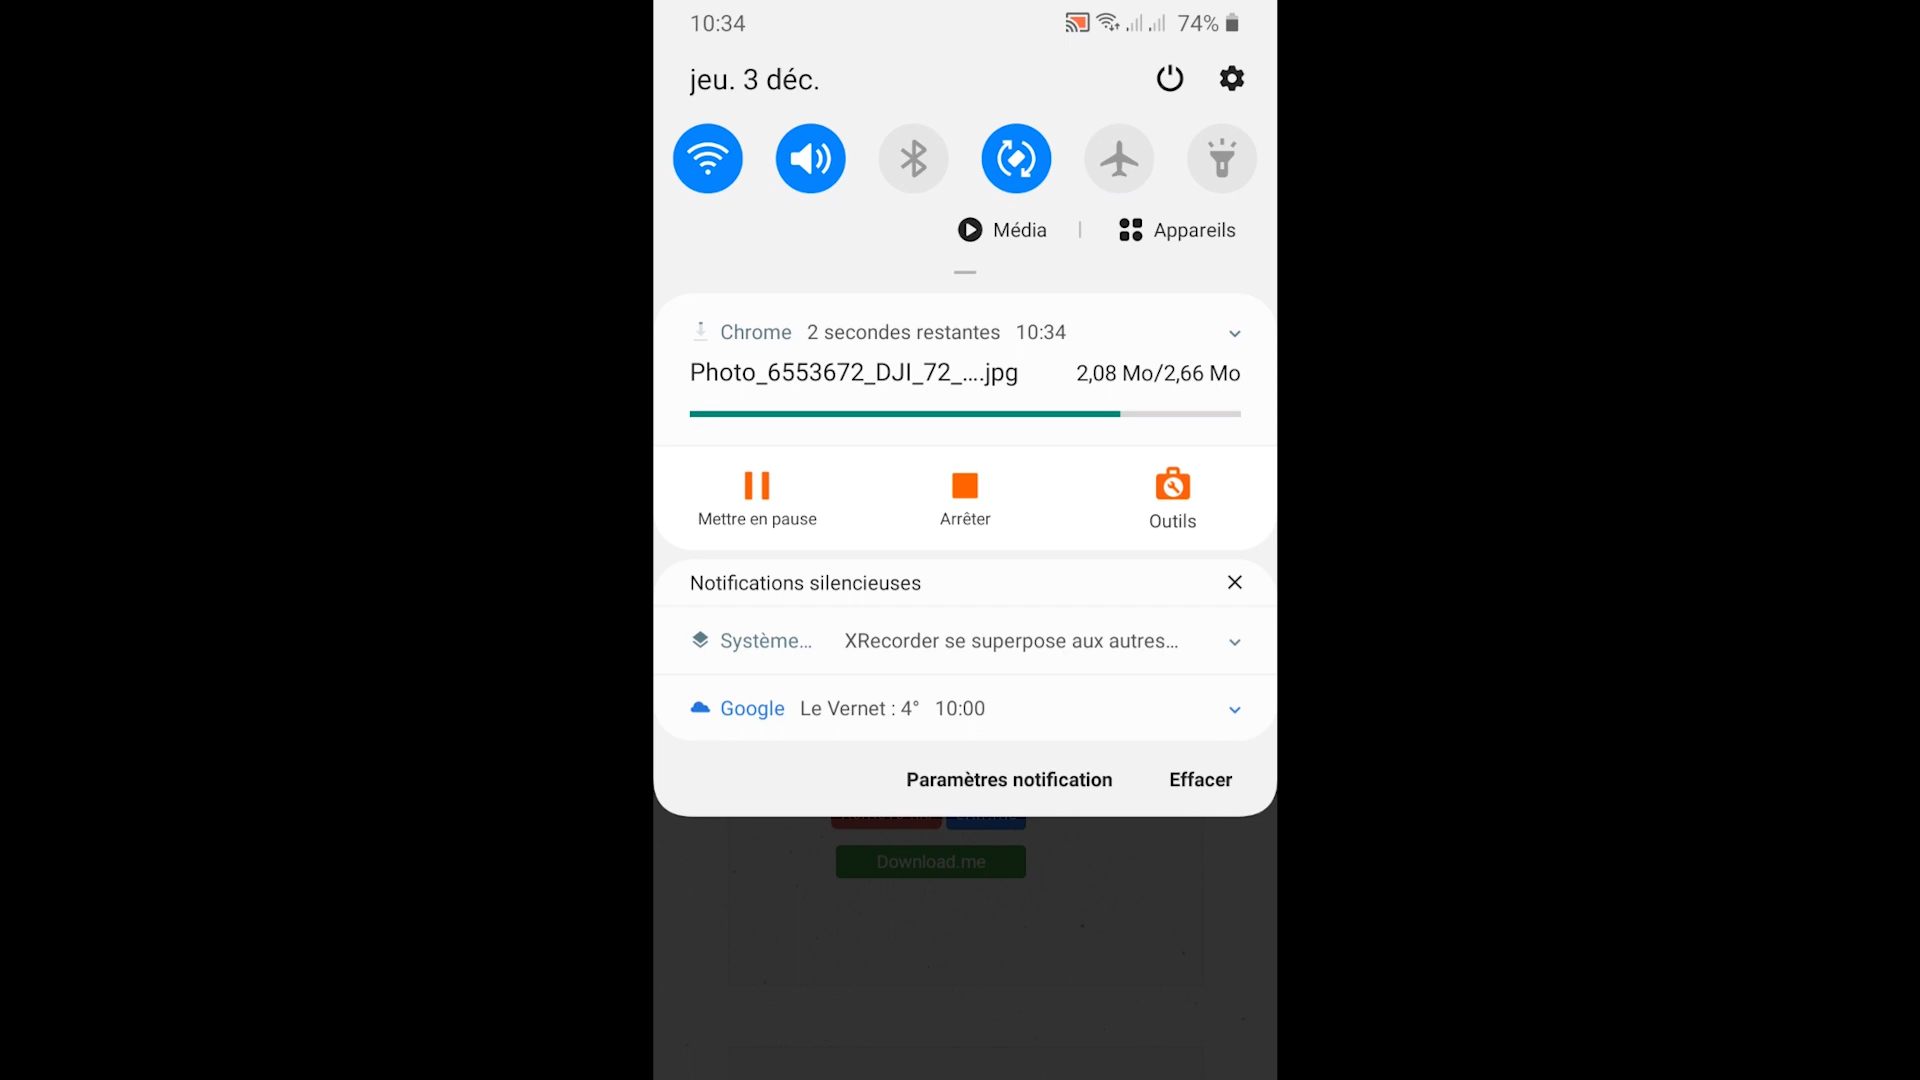 10:34
74%
jeu. 3 déc.
Média | Appareils
Chrome 2 secondes restantes 10:34
Photo_6553672_DJI_72_....jpg 2,08 Mo/2,66 Mo
Mettre en pause Arrêter Outils
Notifications silencieuses
Système... XRecorder se superpose aux autres...
Google Le Vernet : 4° 10:00
Paramètres notification Effacer
Download.me